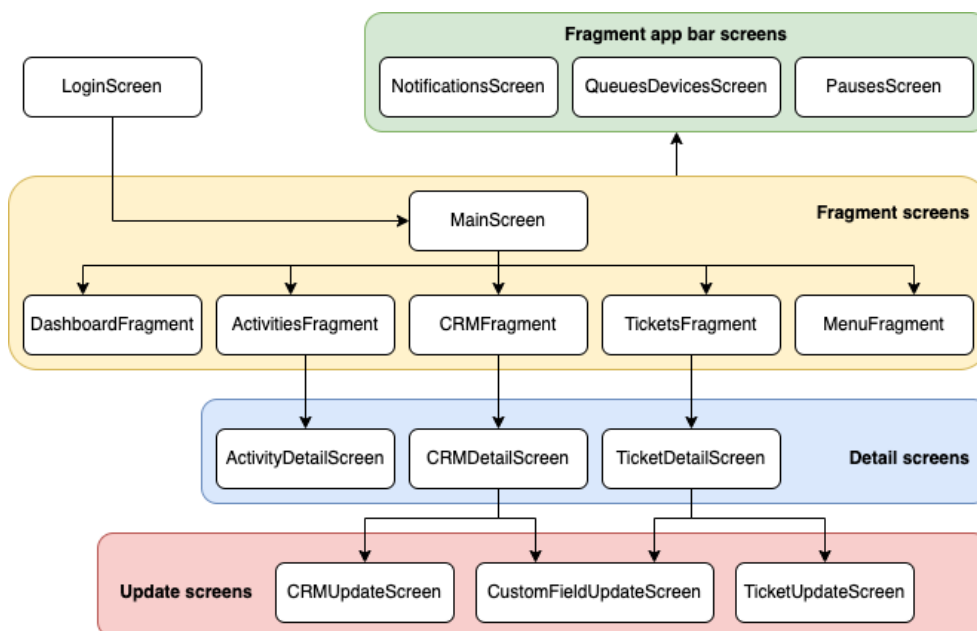 Fragment app bar screens
LoginScreen
NotificationsScreen
QueuesDevicesScreen
PausesScreen
MainScreen
Fragment screens
DashboardFragment
ActivitiesFragment
CRMFragment
TicketsFragment
MenuFragment
ActivityDetailScreen
CRMDetailScreen
TicketDetailScreen
Detail screens
Update screens
CRMUpdateScreen
CustomFieldUpdateScreen
TicketUpdateScreen